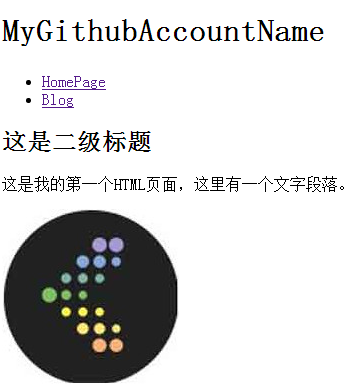 MyGithubAccountName
HomePage
Blog
这是二级标题
这是我的第一个HTML页面，这里有一个文字段落。